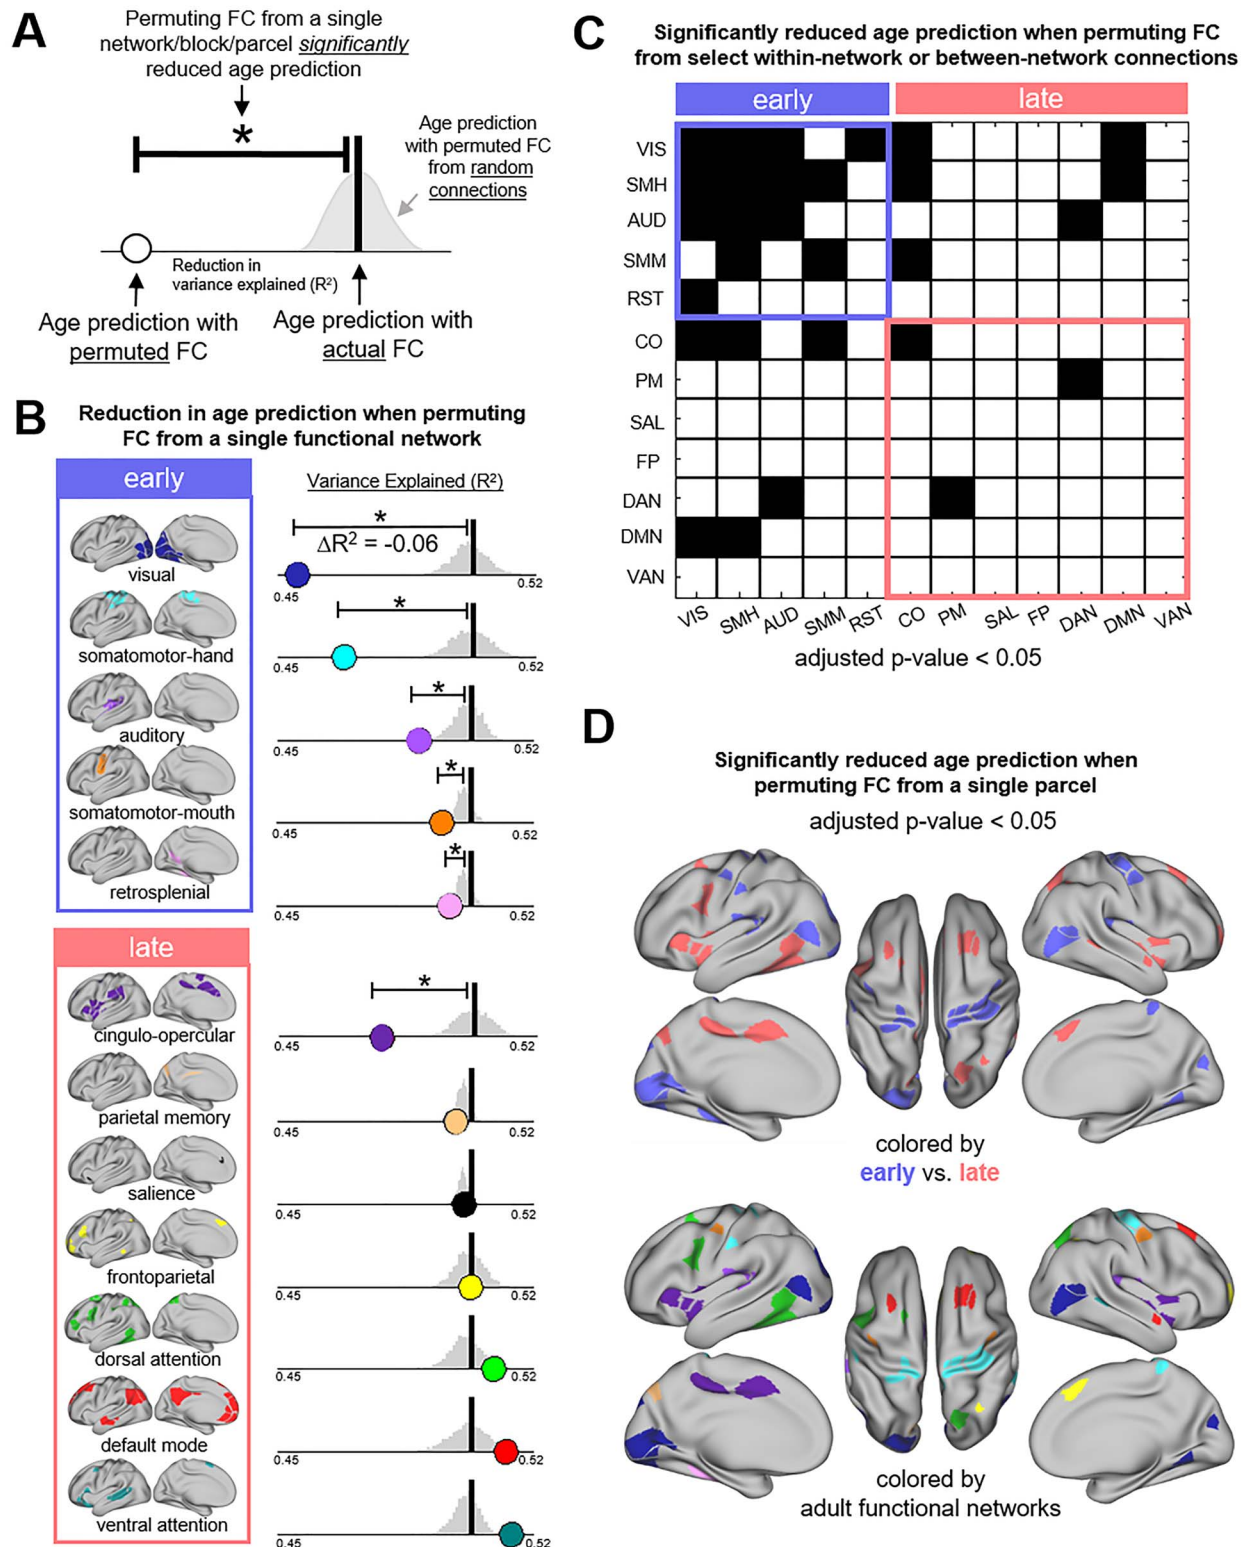 A
Permuting FC from a single
network/block/parcel significantly
reduced age prediction
*
Age prediction
with permuted FC
from random
connections
Reduction in
variance explained (R²)
Age prediction with
permuted FC
Age prediction with
actual FC
B
Reduction in age prediction when permuting
FC from a single functional network
early
Variance Explained (R²)
*
ΔR² = -0.06
visual
0.45
0.52
*
somatomotor-hand
0.45
0.52
*
auditory
0.45
0.52
*
somatomotor-mouth
0.45
0.52
*
retrosplenial
0.45
0.52
late
*
cingulo-opercular
0.45
0.52
parietal memory
0.45
0.52
salience
0.45
0.52
frontoparietal
0.45
0.52
dorsal attention
0.45
0.52
default mode
0.45
0.52
ventral attention
0.45
0.52
C
Significantly reduced age prediction when permuting FC
from select within-network or between-network connections
early
late
VIS
SMH
AUD
SMM
RST
CO
PM
SAL
FP
DAN
DMN
VAN
VIS
SMH
AUD
SMM
RST
CO
PM
SAL
FP
DAN
DMN
VAN
adjusted p-value < 0.05
D
Significantly reduced age prediction when
permuting FC from a single parcel
adjusted p-value < 0.05
colored by
early vs. late
colored by
adult functional networks